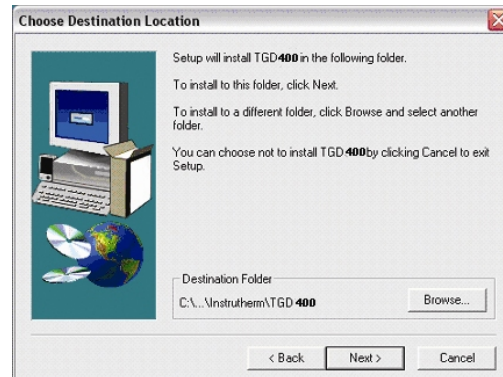 Choose Destination Location
Setup will install TGD400 in the following folder.
To install to this folder, click Next.
To install to a different folder, click Browse and select another
folder.
You can choose not to install TGD400by clicking Cancel to exit
Setup.
Destination Folder
C:\...\Instrutherm\TGD 400
Browse...
< Back
Next >
Cancel